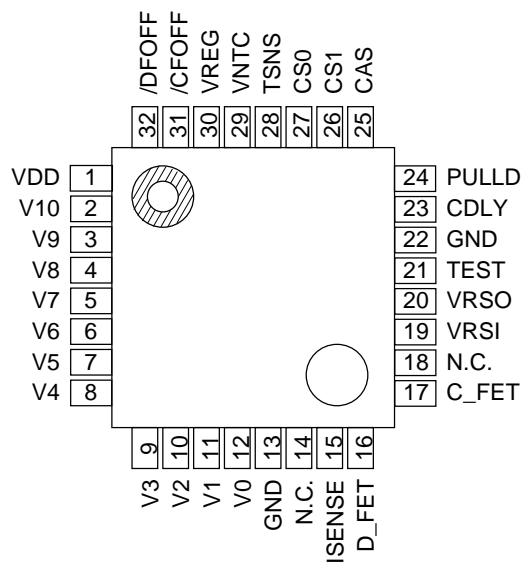 /DFOFF
/CFOFF
VREG
VNTC
TSNS
CS0
CS1
CAS
32 31 30 29 28 27 26 25
VDD 1 24 PULLD
V10 2 23 CDLY
V9 3 22 GND
V8 4 21 TEST
V7 5 20 VRSO
V6 6 19 VRSI
V5 7 18 N.C.
V4 8 17 C_FET
9 10 11 12 13 14 15 16
V3
V2
V1
V0
GND
N.C.
ISENSE
D_FET